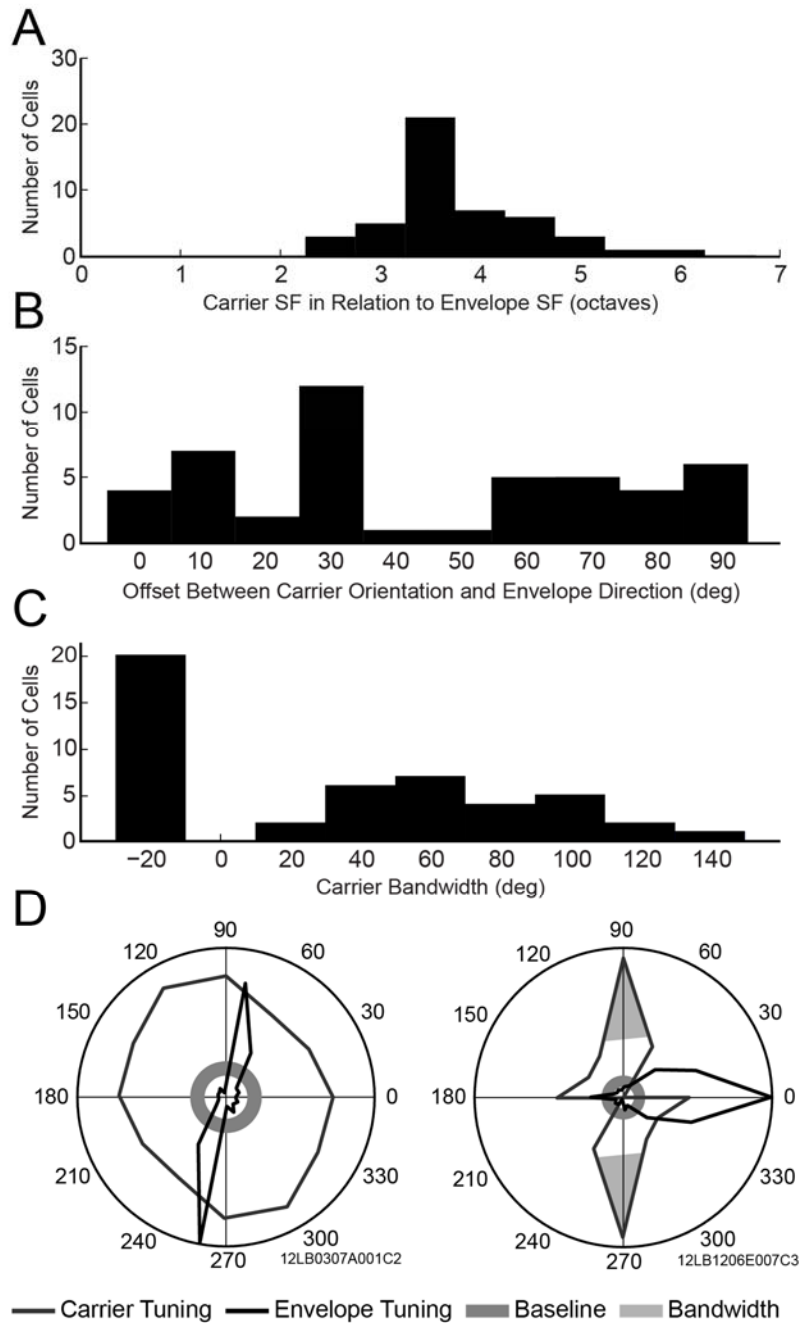 A
30
20
10
0
Number of Cells
0 1 2 3 4 5 6 7
Carrier SF in Relation to Envelope SF (octaves)
B
15
10
5
0
Number of Cells
0 10 20 30 40 50 60 70 80 90
Offset Between Carrier Orientation and Envelope Direction (deg)
C
20
15
10
5
0
Number of Cells
−20 0 20 40 60 80 100 120 140
Carrier Bandwidth (deg)
D
90
120 60
150 30
180 0
210 330
240 300
270
12LB0307A001C2
90
120 60
150 30
180 0
210 330
240 300
270
12LB1206E007C3
Carrier Tuning Envelope Tuning Baseline Bandwidth